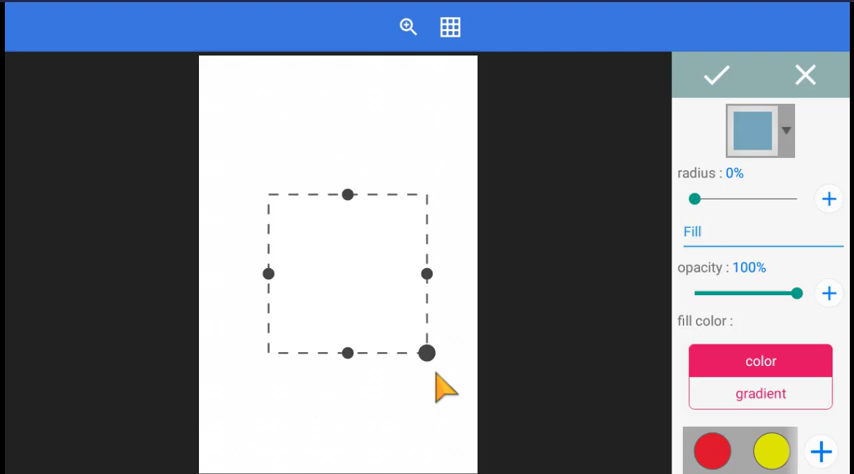 radius : 0%
Fill
opacity : 100%
fill color :
color
gradient